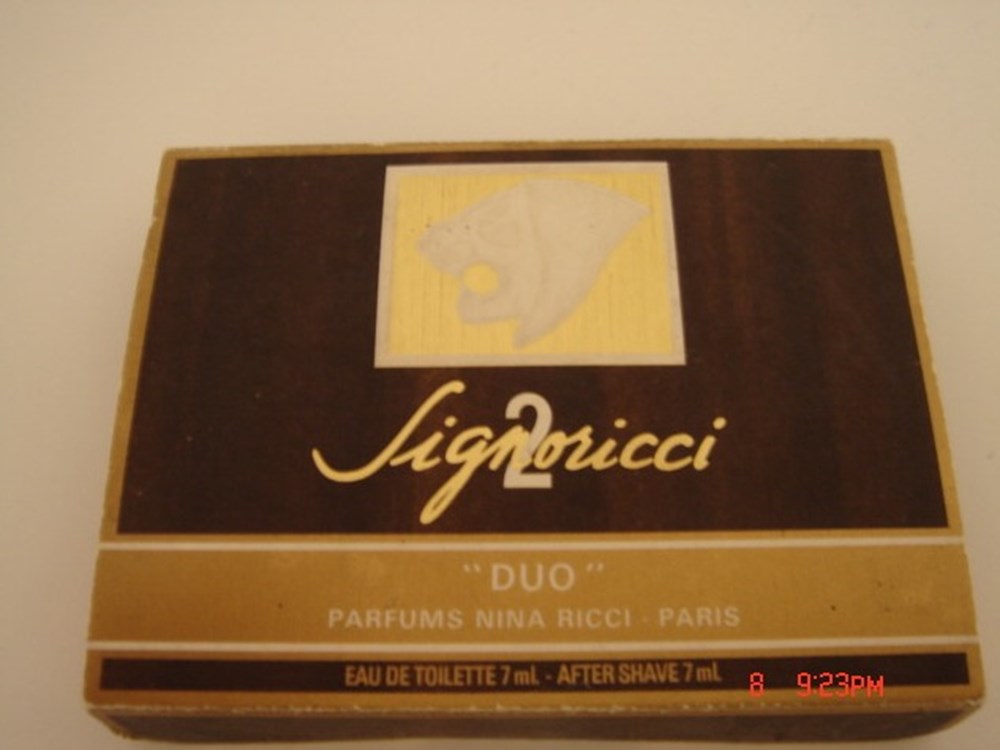 Signoricci
2
"DUO"
PARFUMS NINA RICCI - PARIS
EAU DE TOILETTE 7 ml. - AFTER SHAVE 7 ml.
8 9:23PM